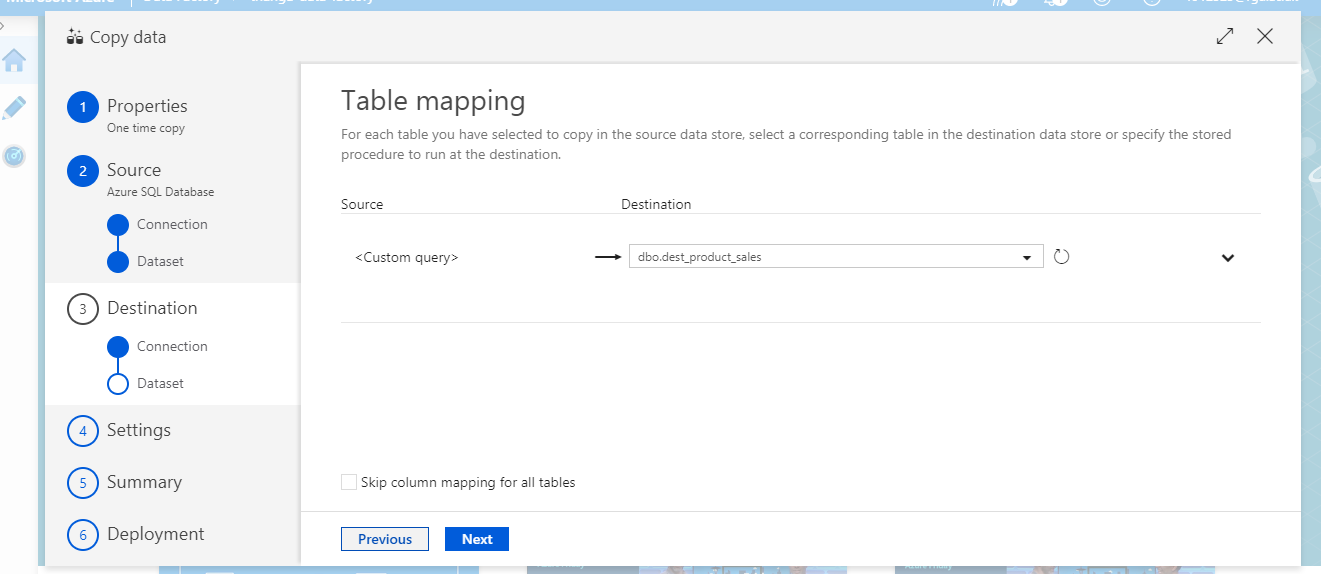 Copy data
1 Properties
One time copy
2 Source
Azure SQL Database
Connection
Dataset
3 Destination
Connection
Dataset
4 Settings
5 Summary
6 Deployment
Table mapping
For each table you have selected to copy in the source data store, select a corresponding table in the destination data store or specify the stored
procedure to run at the destination.
Source Destination
<Custom query> dbo.dest_product_sales
Skip column mapping for all tables
Previous Next